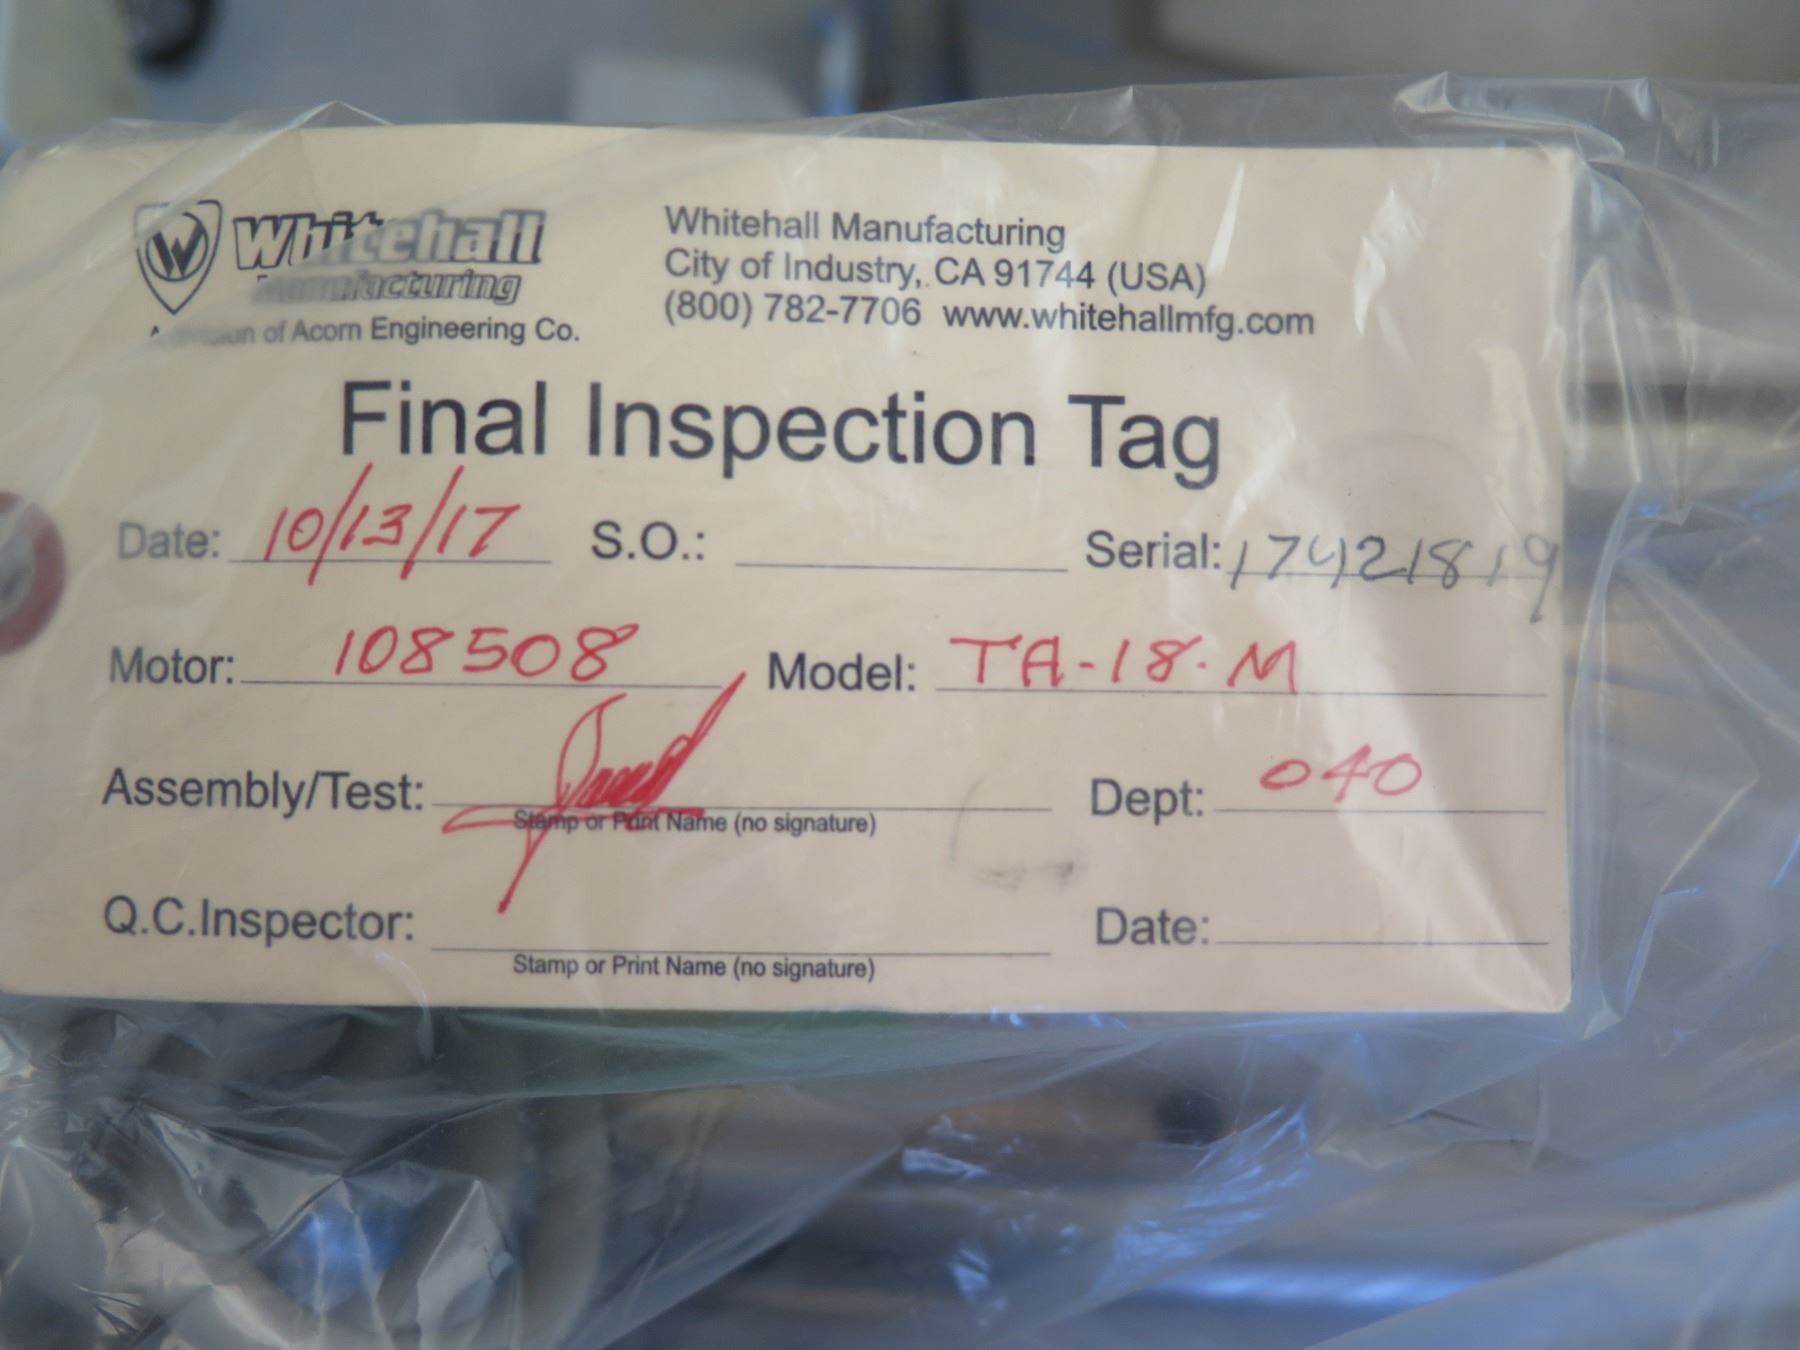 W Whitehall
Manufacturing
A Division of Acorn Engineering Co.
Whitehall Manufacturing
City of Industry, CA 91744 (USA)
(800) 782-7706 www.whitehallmfg.com
Final Inspection Tag
Date: 10/13/17 S.O.: Serial: 17421819
Motor: 108508 Model: TA-18-M
Assembly/Test: Dept: 040
Stamp or Print Name (no signature)
Q.C.Inspector: Date:
Stamp or Print Name (no signature)